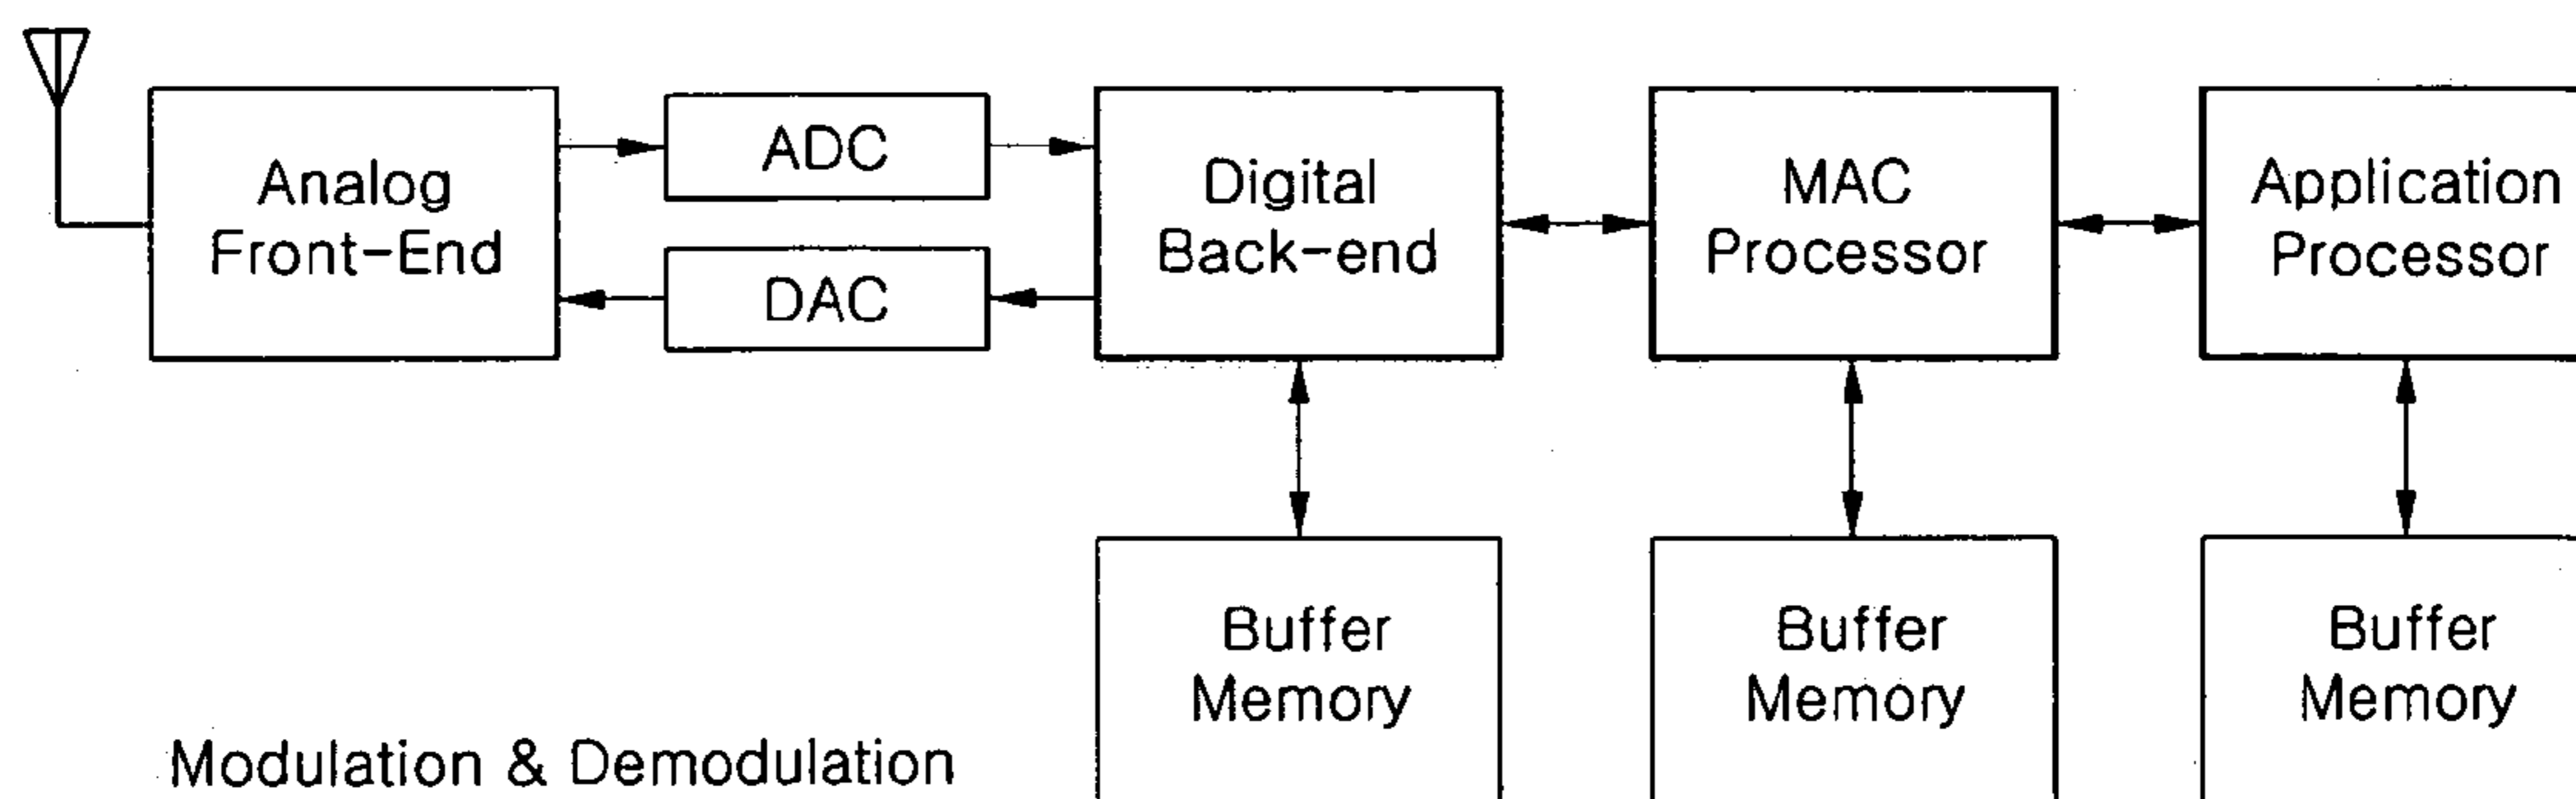 Analog
Front-End
ADC
DAC
Digital
Back-end
MAC
Processor
Application
Processor
Buffer
Memory
Buffer
Memory
Buffer
Memory
Modulation & Demodulation